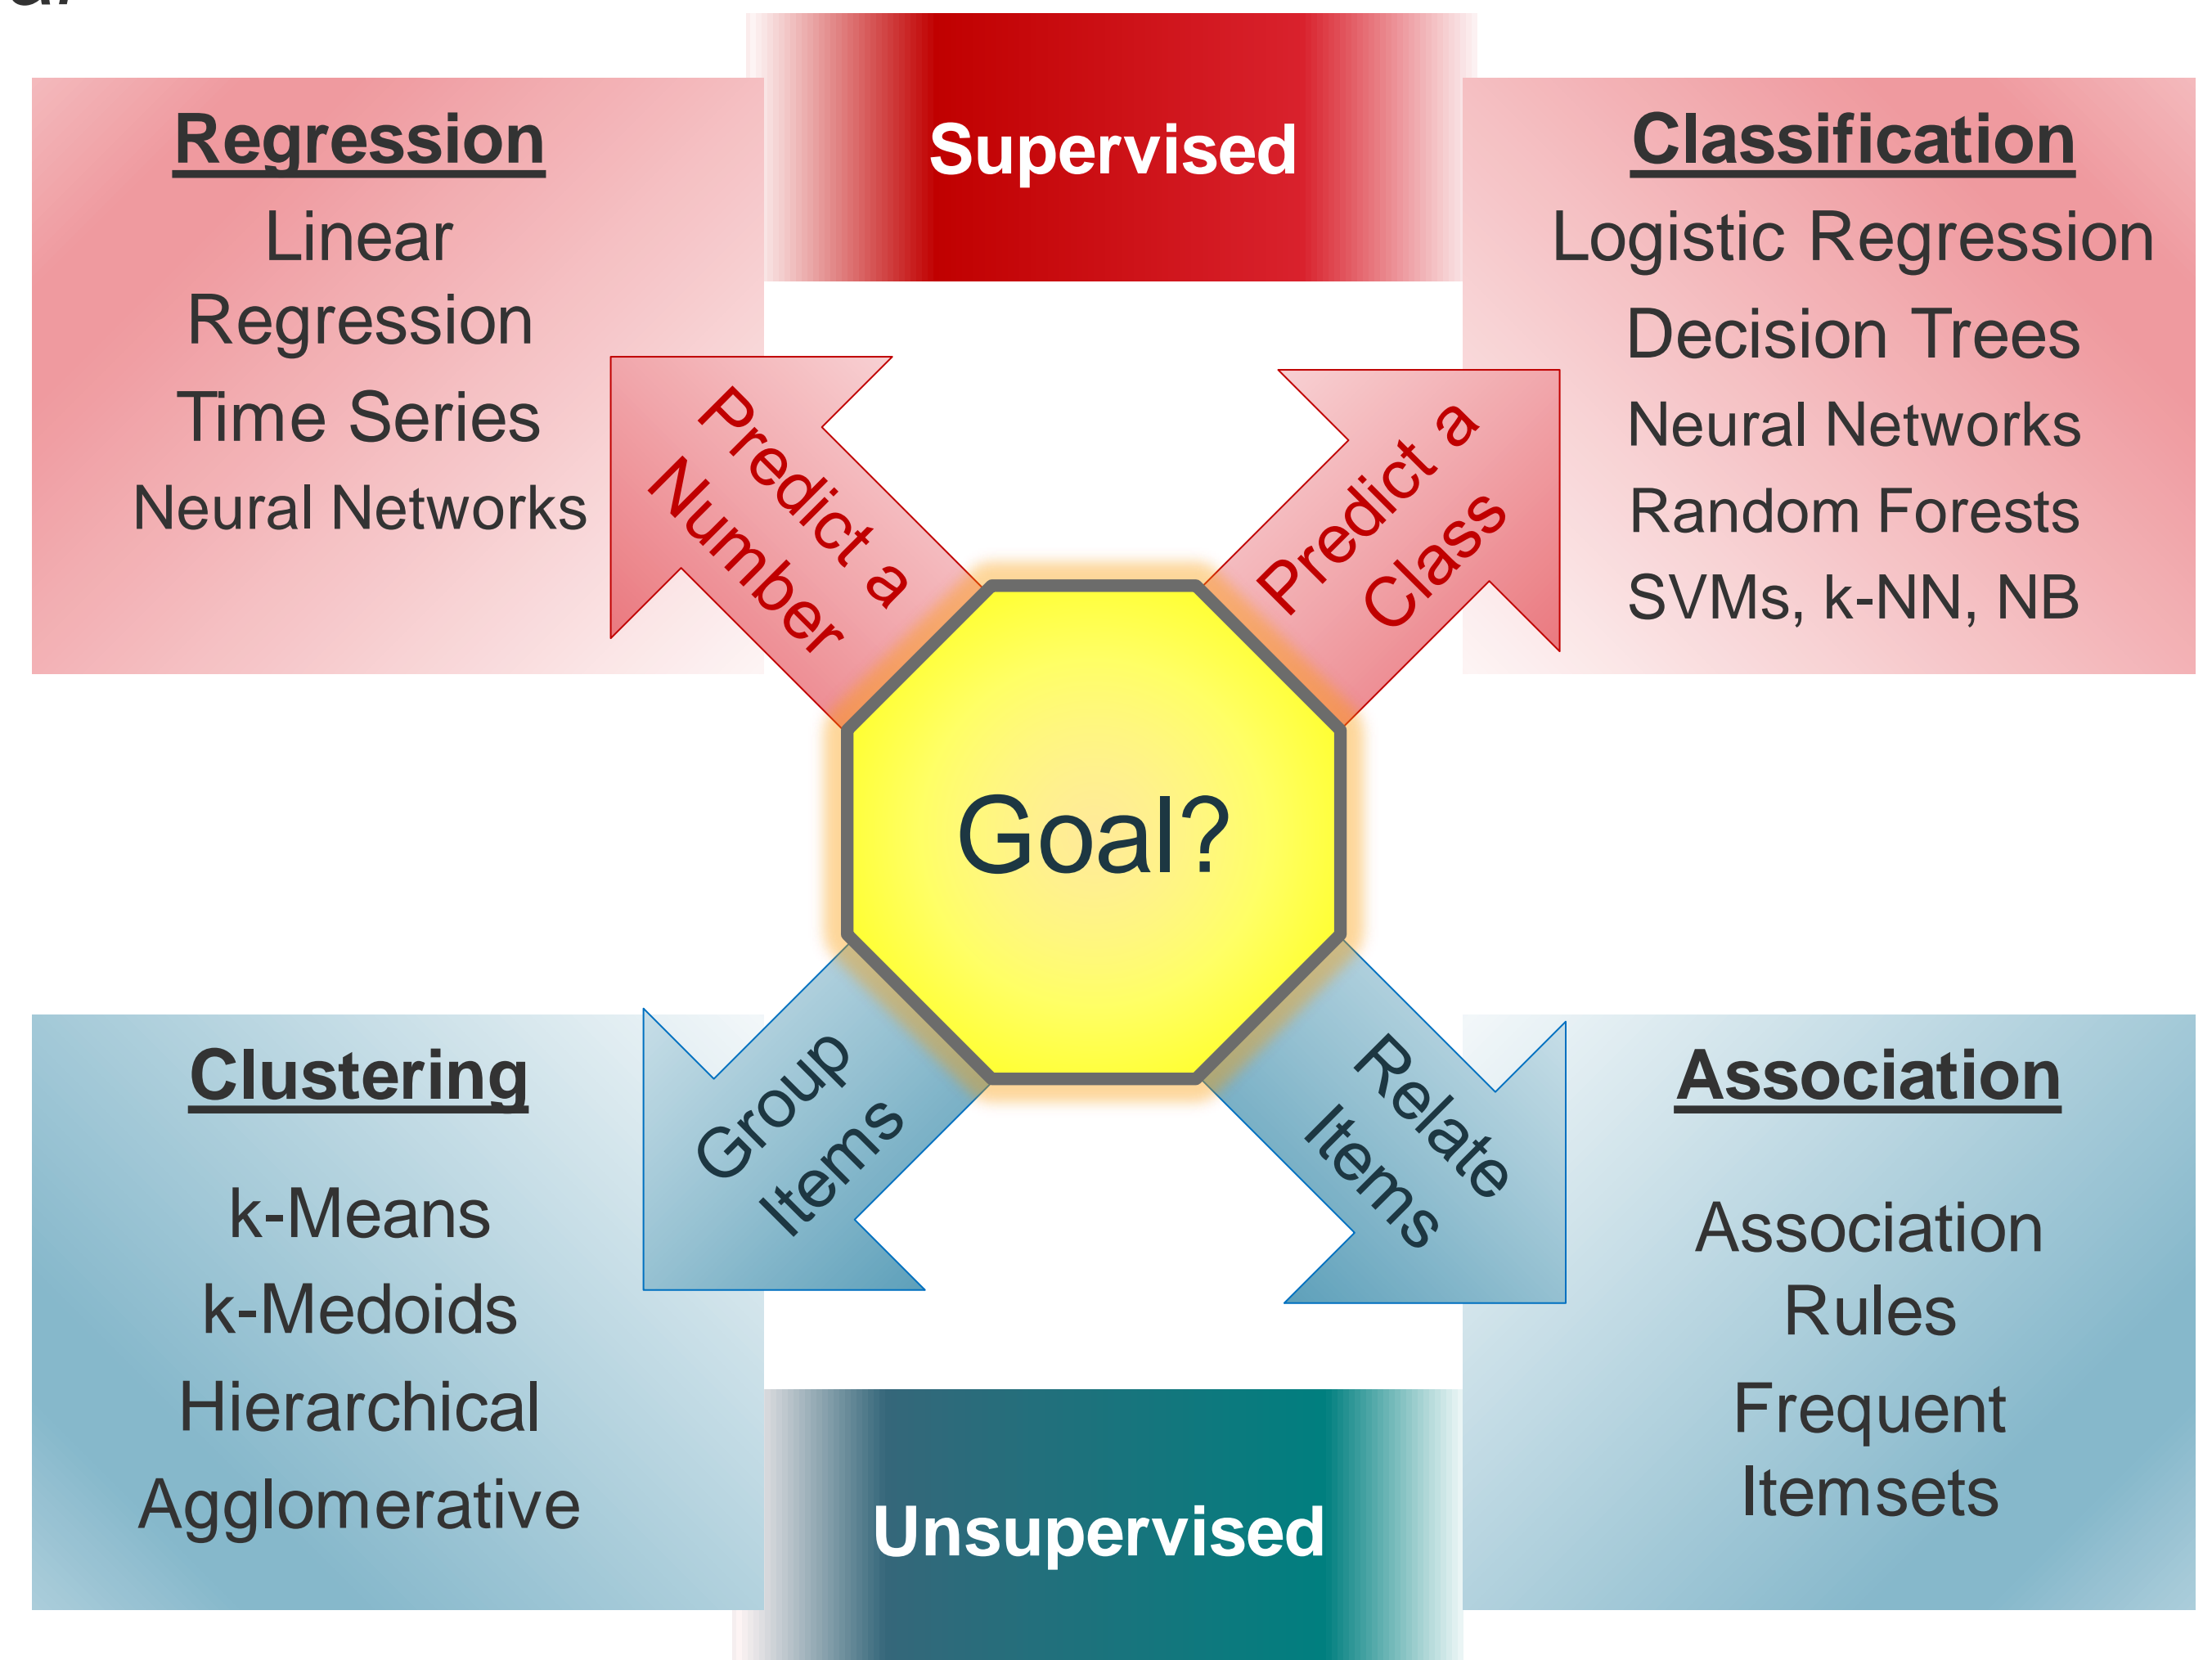 Supervised
Regression
Linear
Regression
Time Series
Neural Networks
Classification
Logistic Regression
Decision Trees
Neural Networks
Random Forests
SVMs, k-NN, NB
Predict a
Number
Predict a
Class
Goal?
Group
Items
Relate
Items
Clustering
k-Means
k-Medoids
Hierarchical
Agglomerative
Association
Association
Rules
Frequent
Itemsets
Unsupervised